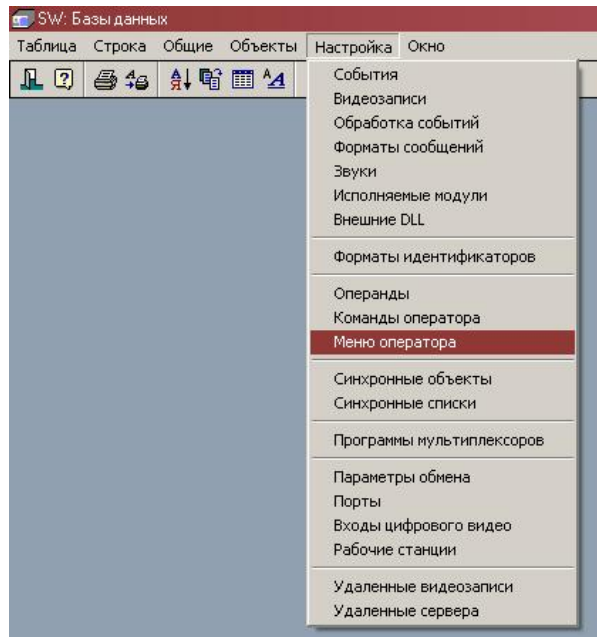 SW: Базы данных
Таблица Строка Общие Объекты Настройка Окно
События
Видеозаписи
Обработка событий
Форматы сообщений
Звуки
Исполняемые модули
Внешние DLL
Форматы идентификаторов
Операнды
Команды оператора
Меню оператора
Синхронные объекты
Синхронные списки
Программы мультиплексоров
Параметры обмена
Порты
Входы цифрового видео
Рабочие станции
Удаленные видеозаписи
Удаленные сервера